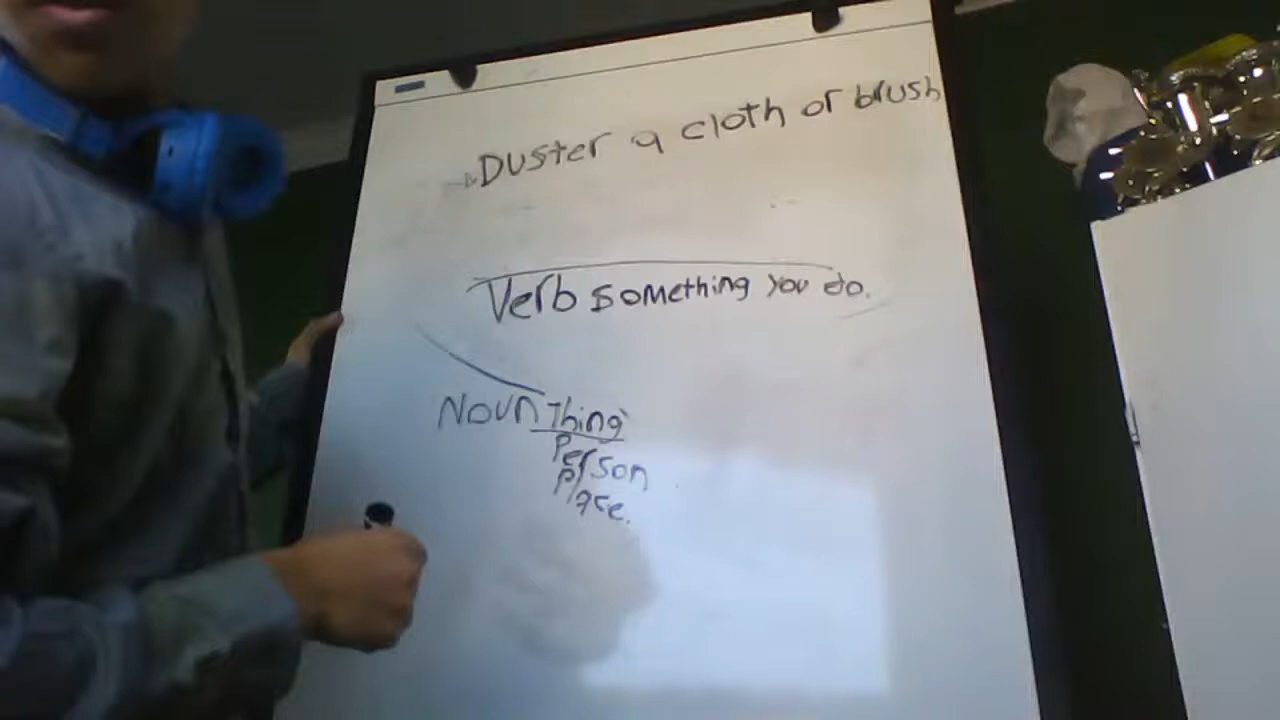 Duster a cloth or brush
Verb something you do.
Noun Thing
Person
Place.